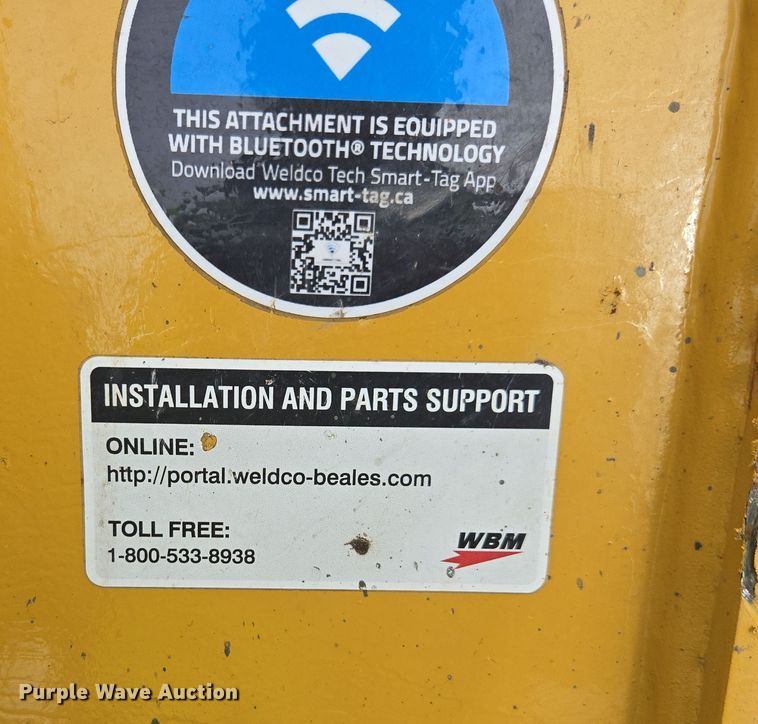 THIS ATTACHMENT IS EQUIPPED
WITH BLUETOOTH® TECHNOLOGY
Download Weldco Tech Smart-Tag App
www.smart-tag.ca
INSTALLATION AND PARTS SUPPORT
ONLINE:
http://portal.weldco-beales.com
TOLL FREE:
1-800-533-8938
WBM
Purple Wave Auction